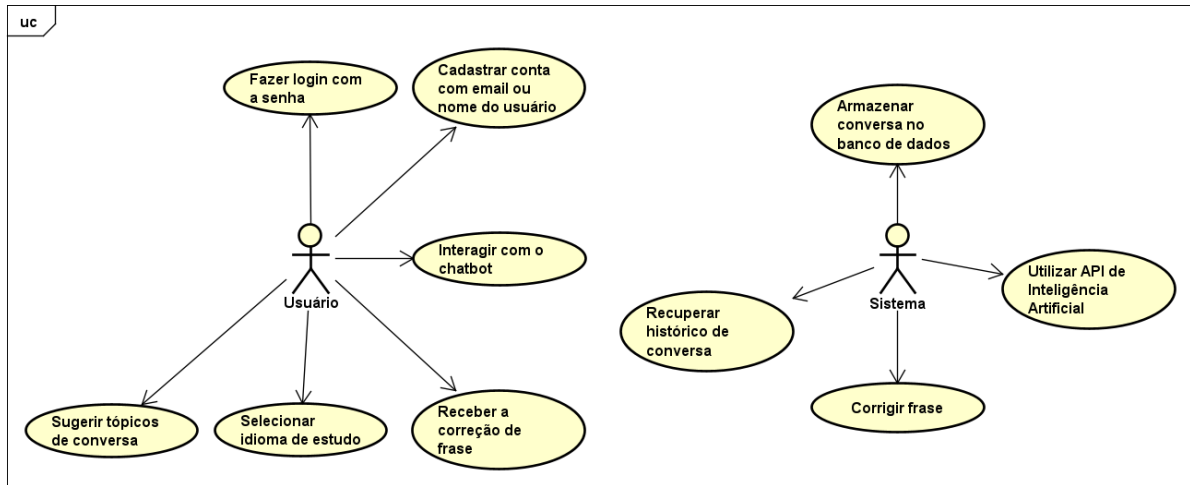 uc
Fazer login com
a senha
Cadastrar conta
com email ou
nome do usuário
Interagir com o
chatbot
Usuário
Sugerir tópicos
de conversa
Selecionar
idioma de estudo
Receber a
correção de
frase
Armazenar
conversa no
banco de dados
Sistema
Utilizar API de
Inteligência
Artificial
Recuperar
histórico de
conversa
Corrigir frase